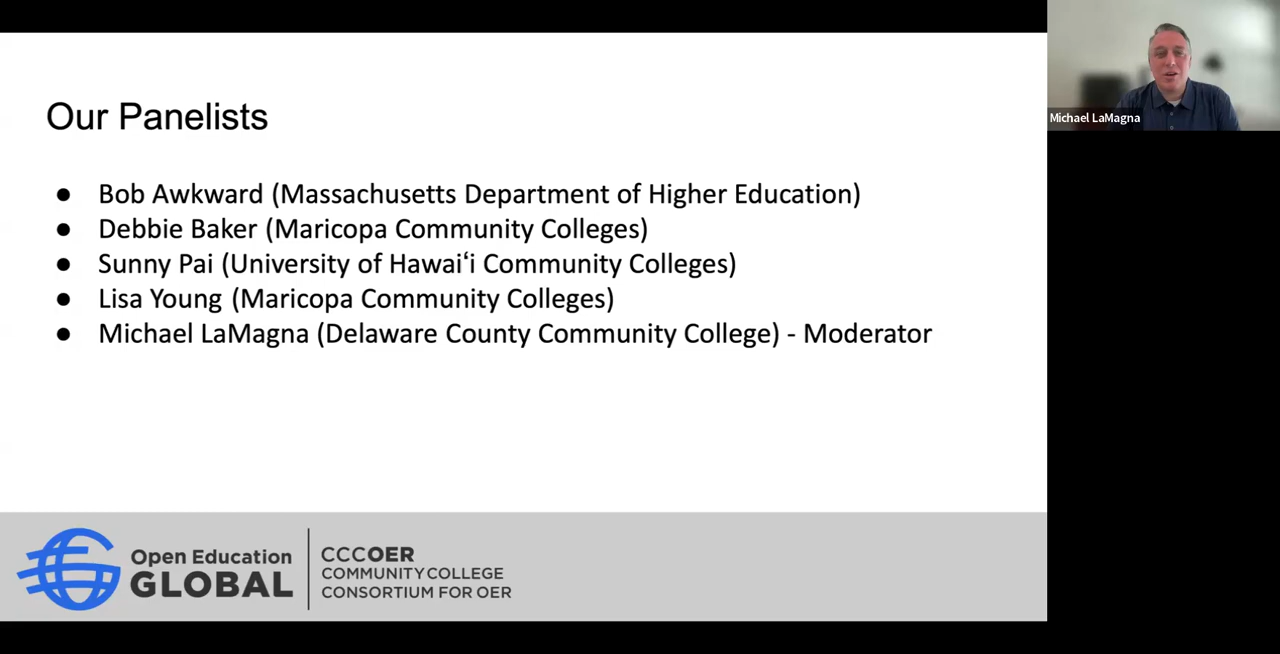 Our Panelists
● Bob Awkward (Massachusetts Department of Higher Education)
● Debbie Baker (Maricopa Community Colleges)
● Sunny Pai (University of Hawaiʻi Community Colleges)
● Lisa Young (Maricopa Community Colleges)
● Michael LaMagna (Delaware County Community College) - Moderator
Michael LaMagna
Open Education
GLOBAL
CCCOER
COMMUNITY COLLEGE
CONSORTIUM FOR OER